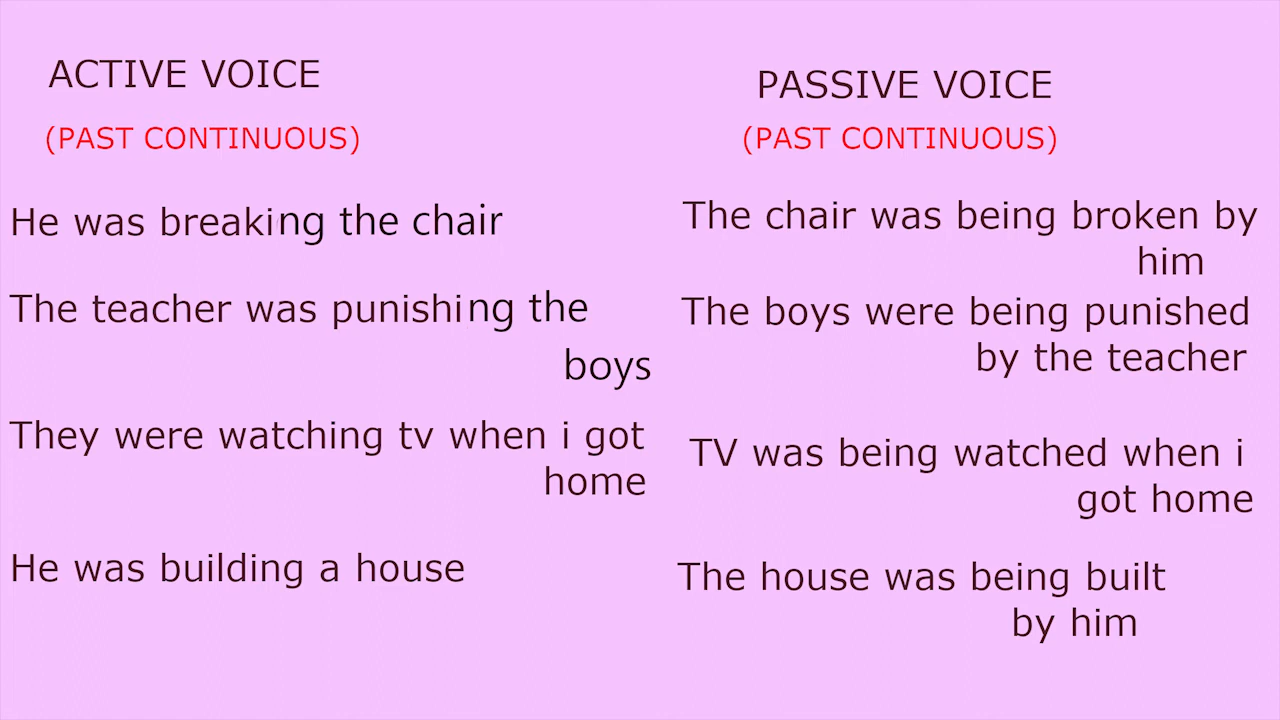 ACTIVE VOICE
(PAST CONTINUOUS)
He was breaking the chair
The teacher was punishing the
boys
They were watching tv when i got
home
He was building a house
PASSIVE VOICE
(PAST CONTINUOUS)
The chair was being broken by
him
The boys were being punished
by the teacher
TV was being watched when i
got home
The house was being built
by him